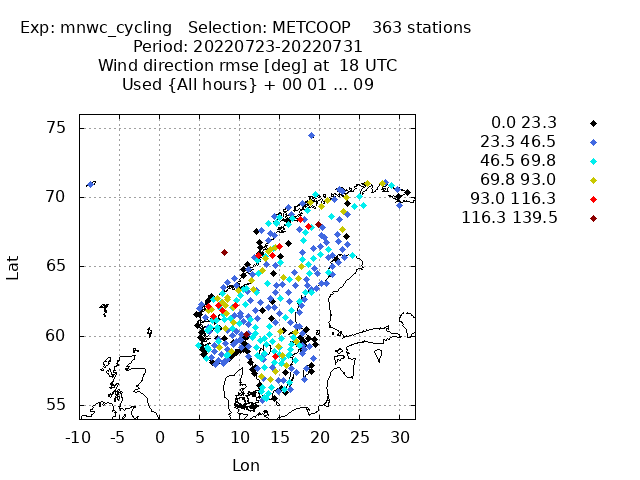 Exp: mnwc_cycling Selection: METCOOP 363 stations
Period: 20220723-20220731
Wind direction rmse [deg] at 18 UTC
Used {All hours} + 00 01 ... 09
0.0 23.3
23.3 46.5
46.5 69.8
69.8 93.0
93.0 116.3
116.3 139.5
75
70
65
60
55
Lat
-10 -5 0 5 10 15 20 25 30
Lon